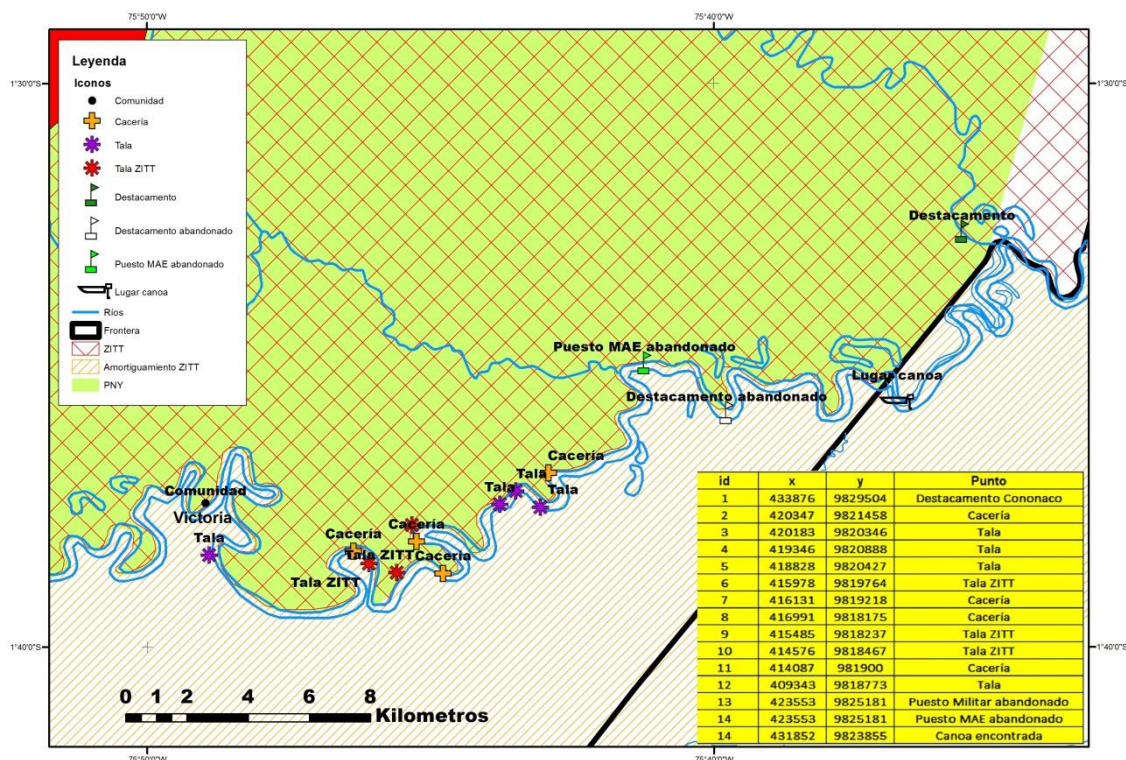 75°50'0"W 75°40'0"W
Leyenda
Iconos
Comunidad
Cacería
Tala
Tala ZITT
Destacamento
Destacamento abandonado
Puesto MAE abandonado
Lugar canoa
Ríos
Frontera
ZITT
Amortiguamiento ZITT
PNY
1°30'0"S 1°30'0"S
Destacamento
Puesto MAE abandonado
Lugar canoa
Destacamento abandonado
Cacería
Tala
Tala Tala
Comunidad
Victoria
Tala
Cacería
Cacería
Tala ZITT Cacería
Tala ZITT
1°40'0"S 1°40'0"S
0 1 2 4 6 8
Kilometros
id x y Punto
1 433876 9829504 Destacamento Cononaco
2 420347 9821458 Cacería
3 420183 9820346 Tala
4 419346 9820888 Tala
5 418828 9820427 Tala
6 415978 9819764 Tala ZITT
7 416131 9819218 Cacería
8 416991 9818175 Cacería
9 415485 9818237 Tala ZITT
10 414576 9818467 Tala ZITT
11 414087 981900 Cacería
12 409343 9818773 Tala
13 423553 9825181 Puesto Militar abandonado
14 423553 9825181 Puesto MAE abandonado
14 431852 9823855 Canoa encontrada
75°50'0"W 75°40'0"W